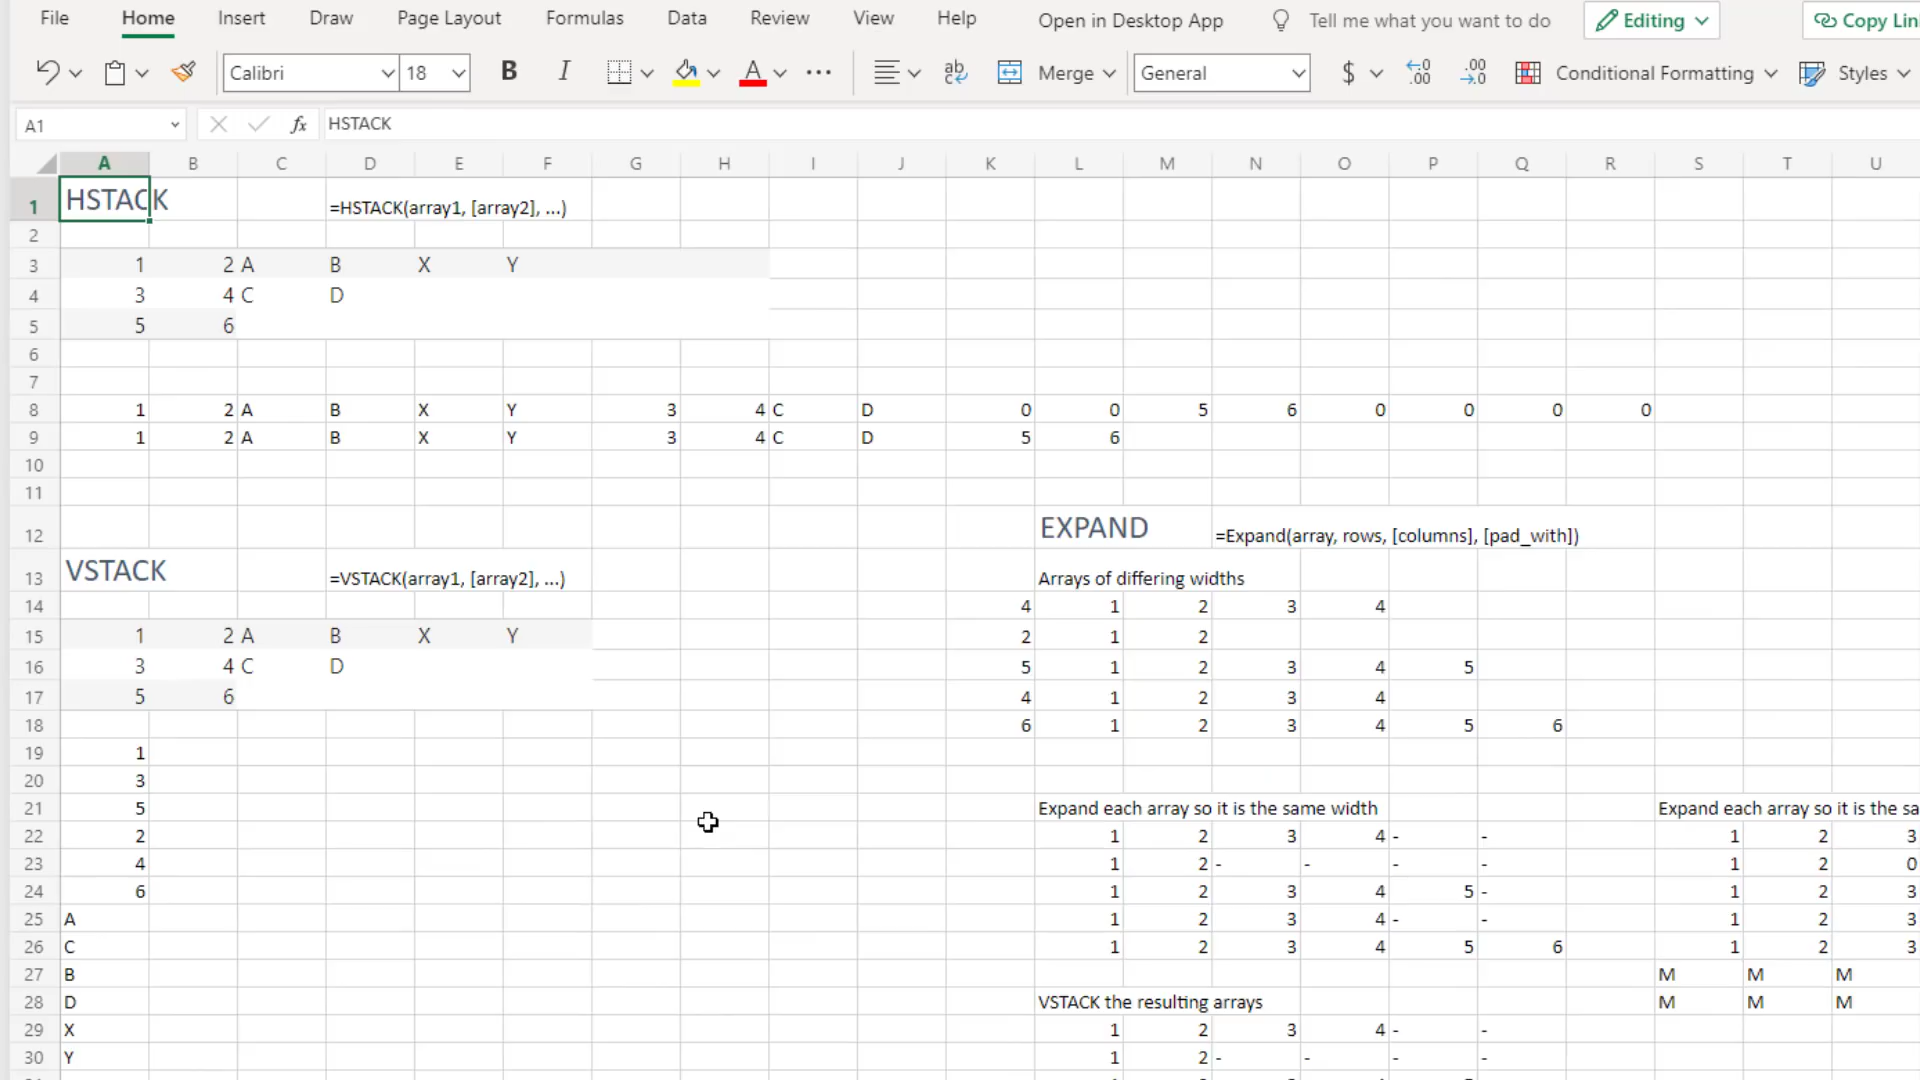 File Home Insert Draw Page Layout Formulas Data Review View Help Open in Desktop App Tell me what you want to do Editing Copy Lin
Calibri 18 B I A ... ab Merge General $ .00 .00 Conditional Formatting Styles
A1 fx HSTACK
A B C D E F G H I J K L M N O P Q R S T U
1 HSTACK =HSTACK(array1, [array2], ...)
2
3 1 2 A B X Y
4 3 4 C D
5 5 6
6
7
8 1 2 A B X Y 3 4 C D 0 0 5 6 0 0 0 0
9 1 2 A B X Y 3 4 C D 5 6
10
11
12 EXPAND =Expand(array, rows, [columns], [pad_with])
13 VSTACK =VSTACK(array1, [array2], ...) Arrays of differing widths
14 4 1 2 3 4
15 1 2 A B X Y 2 1 2
16 3 4 C D 5 1 2 3 4 5
17 5 6 4 1 2 3 4
18 6 1 2 3 4 5 6
19 1
20 3
21 5 Expand each array so it is the same width Expand each array so it is the sa
22 2 1 2 3 4 - - 1 2 3
23 4 1 2 - - - - 1 2 0
24 6 1 2 3 4 5 - 1 2 3
25 A 1 2 3 4 - - 1 2 3
26 C 1 2 3 4 5 6 1 2 3
27 B M M M
28 D VSTACK the resulting arrays M M M
29 X 1 2 3 4 - -
30 Y 1 2 - - - -